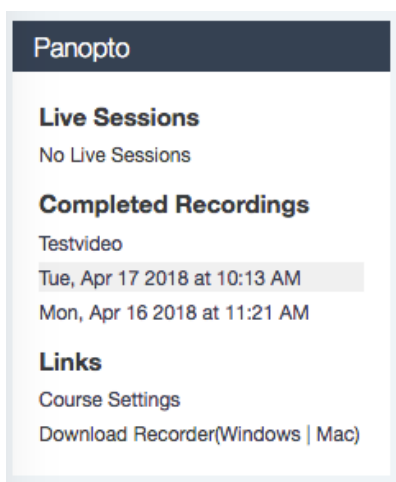 Panopto
Live Sessions
No Live Sessions
Completed Recordings
Testvideo
Tue, Apr 17 2018 at 10:13 AM
Mon, Apr 16 2018 at 11:21 AM
Links
Course Settings
Download Recorder(Windows | Mac)